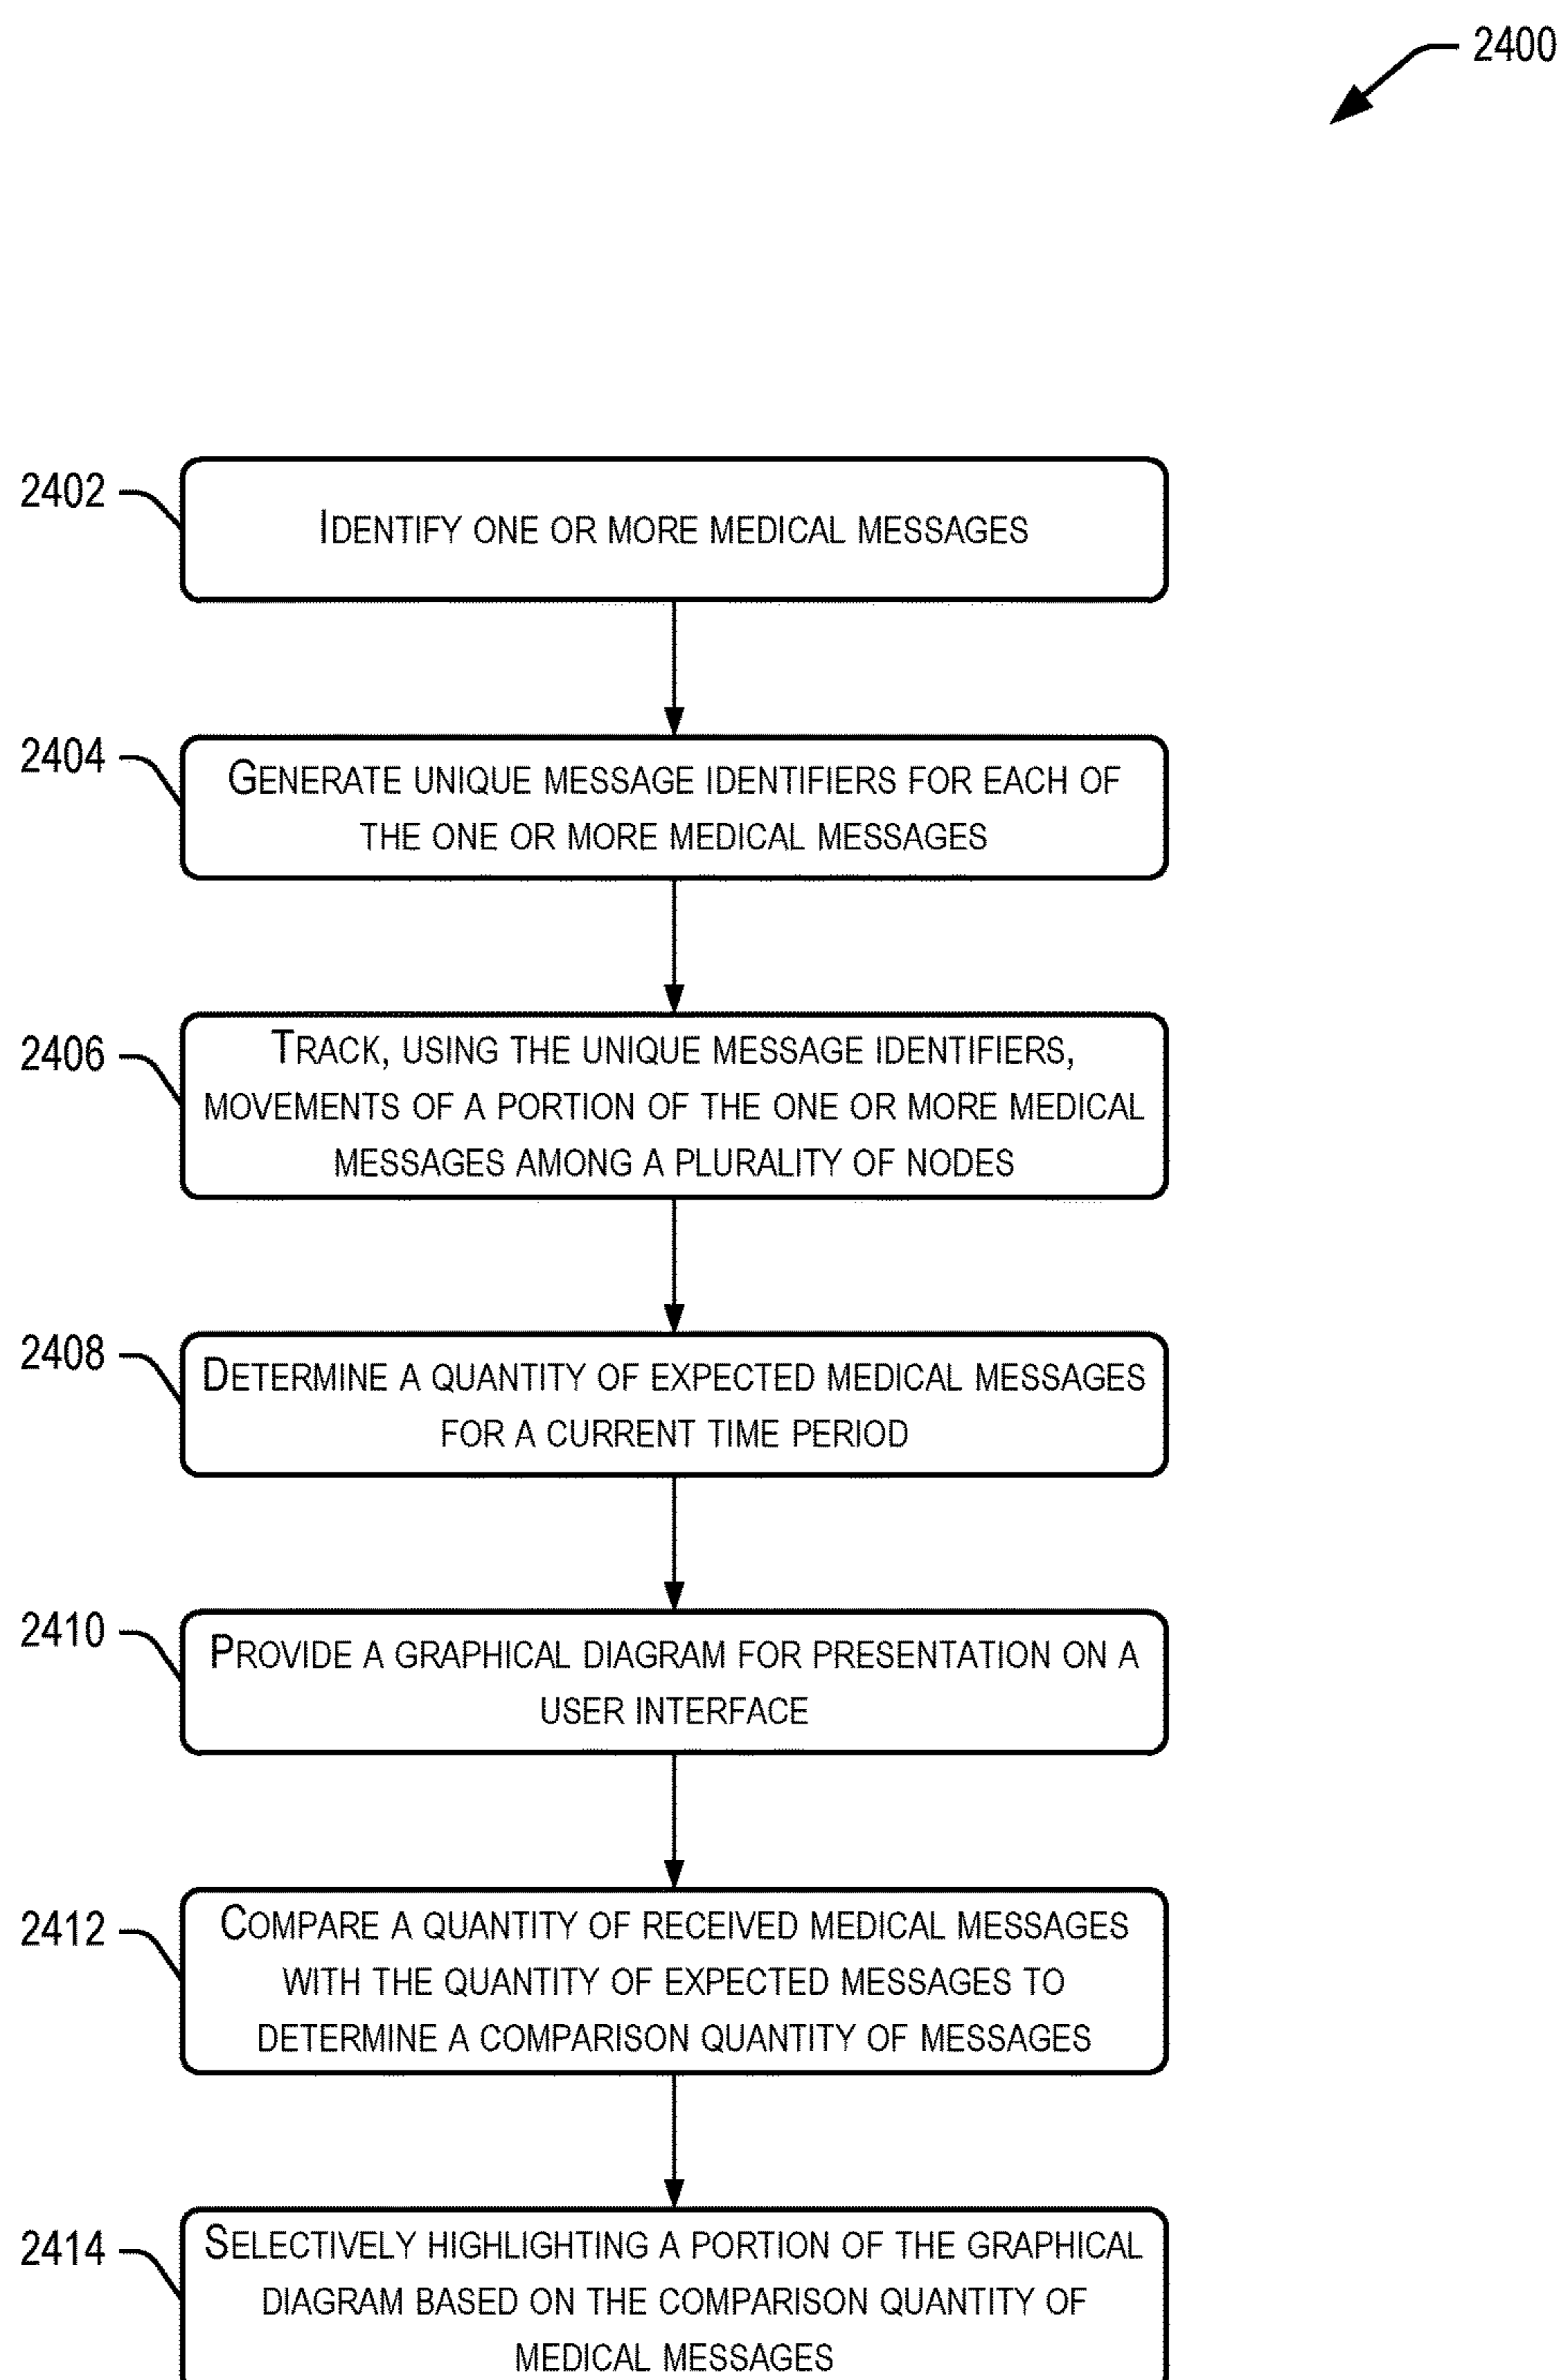 2400
2402
IDENTIFY ONE OR MORE MEDICAL MESSAGES
2404
GENERATE UNIQUE MESSAGE IDENTIFIERS FOR EACH OF
THE ONE OR MORE MEDICAL MESSAGES
2406
TRACK, USING THE UNIQUE MESSAGE IDENTIFIERS,
MOVEMENTS OF A PORTION OF THE ONE OR MORE MEDICAL
MESSAGES AMONG A PLURALITY OF NODES
2408
DETERMINE A QUANTITY OF EXPECTED MEDICAL MESSAGES
FOR A CURRENT TIME PERIOD
2410
PROVIDE A GRAPHICAL DIAGRAM FOR PRESENTATION ON A
USER INTERFACE
2412
COMPARE A QUANTITY OF RECEIVED MEDICAL MESSAGES
WITH THE QUANTITY OF EXPECTED MESSAGES TO
DETERMINE A COMPARISON QUANTITY OF MESSAGES
2414
SELECTIVELY HIGHLIGHTING A PORTION OF THE GRAPHICAL
DIAGRAM BASED ON THE COMPARISON QUANTITY OF
MEDICAL MESSAGES